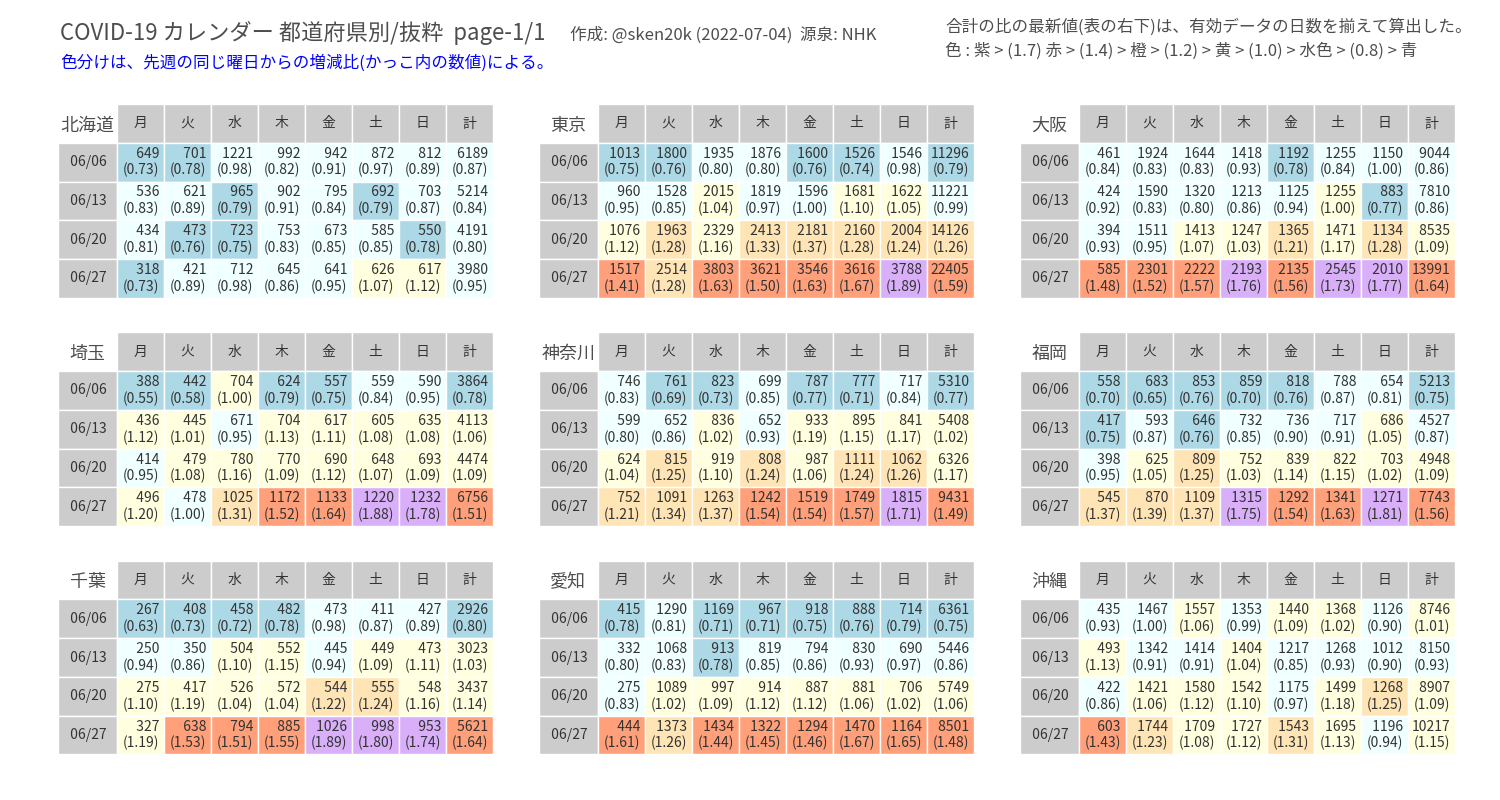 COVID-19 カレンダー 都道府県別/抜粋 page-1/1 作成: @sken20k (2022-07-04) 源泉: NHK
合計の比の最新値(表の右下)は、有効データの日数を揃えて算出した。
色分けは、先週の同じ曜日からの増減比(かっこ内の数値)による。
色 : 紫 > (1.7) 赤 > (1.4) > 橙 > (1.2) > 黄 > (1.0) > 水色 > (0.8) > 青
北海道 月 火 水 木 金 土 日 計
06/06 649 701 1221 992 942 872 812 6189
(0.73) (0.78) (0.98) (0.82) (0.91) (0.97) (0.89) (0.87)
06/13 536 621 965 902 795 692 703 5214
(0.83) (0.89) (0.79) (0.91) (0.84) (0.79) (0.87) (0.84)
06/20 434 473 723 753 673 585 550 4191
(0.81) (0.76) (0.75) (0.83) (0.85) (0.85) (0.78) (0.80)
06/27 318 421 712 645 641 626 617 3980
(0.73) (0.89) (0.98) (0.86) (0.95) (1.07) (1.12) (0.95)
東京 月 火 水 木 金 土 日 計
06/06 1013 1800 1935 1876 1600 1526 1546 11296
(0.75) (0.76) (0.80) (0.80) (0.76) (0.74) (0.98) (0.79)
06/13 960 1528 2015 1819 1596 1681 1622 11221
(0.95) (0.85) (1.04) (0.97) (1.00) (1.10) (1.05) (0.99)
06/20 1076 1963 2329 2413 2181 2160 2004 14126
(1.12) (1.28) (1.16) (1.33) (1.37) (1.28) (1.24) (1.26)
06/27 1517 2514 3803 3621 3546 3616 3788 22405
(1.41) (1.28) (1.63) (1.50) (1.63) (1.67) (1.89) (1.59)
大阪 月 火 水 木 金 土 日 計
06/06 461 1924 1644 1418 1192 1255 1150 9044
(0.84) (0.83) (0.83) (0.93) (0.78) (0.84) (1.00) (0.86)
06/13 424 1590 1320 1213 1125 1255 883 7810
(0.92) (0.83) (0.80) (0.86) (0.94) (1.00) (0.77) (0.86)
06/20 394 1511 1413 1247 1365 1471 1134 8535
(0.93) (0.95) (1.07) (1.03) (1.21) (1.17) (1.28) (1.09)
06/27 585 2301 2222 2193 2135 2545 2010 13991
(1.48) (1.52) (1.57) (1.76) (1.56) (1.73) (1.77) (1.64)
埼玉 月 火 水 木 金 土 日 計
06/06 388 442 704 624 557 559 590 3864
(0.55) (0.58) (1.00) (0.79) (0.75) (0.84) (0.95) (0.78)
06/13 436 445 671 704 617 605 635 4113
(1.12) (1.01) (0.95) (1.13) (1.11) (1.08) (1.08) (1.06)
06/20 414 479 780 770 690 648 693 4474
(0.95) (1.08) (1.16) (1.09) (1.12) (1.07) (1.09) (1.09)
06/27 496 478 1025 1172 1133 1220 1232 6756
(1.20) (1.00) (1.31) (1.52) (1.64) (1.88) (1.78) (1.51)
神奈川 月 火 水 木 金 土 日 計
06/06 746 761 823 699 787 777 717 5310
(0.83) (0.69) (0.73) (0.85) (0.77) (0.71) (0.84) (0.77)
06/13 599 652 836 652 933 895 841 5408
(0.80) (0.86) (1.02) (0.93) (1.19) (1.15) (1.17) (1.02)
06/20 624 815 919 808 987 1111 1062 6326
(1.04) (1.25) (1.10) (1.24) (1.06) (1.24) (1.26) (1.17)
06/27 752 1091 1263 1242 1519 1749 1815 9431
(1.21) (1.34) (1.37) (1.54) (1.54) (1.57) (1.71) (1.49)
福岡 月 火 水 木 金 土 日 計
06/06 558 683 853 859 818 788 654 5213
(0.70) (0.65) (0.76) (0.70) (0.76) (0.87) (0.81) (0.75)
06/13 417 593 646 732 736 717 686 4527
(0.75) (0.87) (0.76) (0.85) (0.90) (0.91) (1.05) (0.87)
06/20 398 625 809 752 839 822 703 4948
(0.95) (1.05) (1.25) (1.03) (1.14) (1.15) (1.02) (1.09)
06/27 545 870 1109 1315 1292 1341 1271 7743
(1.37) (1.39) (1.37) (1.75) (1.54) (1.63) (1.81) (1.56)
千葉 月 火 水 木 金 土 日 計
06/06 267 408 458 482 473 411 427 2926
(0.63) (0.73) (0.72) (0.78) (0.98) (0.87) (0.89) (0.80)
06/13 250 350 504 552 445 449 473 3023
(0.94) (0.86) (1.10) (1.15) (0.94) (1.09) (1.11) (1.03)
06/20 275 417 526 572 544 555 548 3437
(1.10) (1.19) (1.04) (1.04) (1.22) (1.24) (1.16) (1.14)
06/27 327 638 794 885 1026 998 953 5621
(1.19) (1.53) (1.51) (1.55) (1.89) (1.80) (1.74) (1.64)
愛知 月 火 水 木 金 土 日 計
06/06 415 1290 1169 967 918 888 714 6361
(0.78) (0.81) (0.71) (0.71) (0.75) (0.76) (0.79) (0.75)
06/13 332 1068 913 819 794 830 690 5446
(0.80) (0.83) (0.78) (0.85) (0.86) (0.93) (0.97) (0.86)
06/20 275 1089 997 914 887 881 706 5749
(0.83) (1.02) (1.09) (1.12) (1.12) (1.06) (1.02) (1.06)
06/27 444 1373 1434 1322 1294 1470 1164 8501
(1.61) (1.26) (1.44) (1.45) (1.46) (1.67) (1.65) (1.48)
沖縄 月 火 水 木 金 土 日 計
06/06 435 1467 1557 1353 1440 1368 1126 8746
(0.93) (1.00) (1.06) (0.99) (1.09) (1.02) (0.90) (1.01)
06/13 493 1342 1414 1404 1217 1268 1012 8150
(1.13) (0.91) (0.91) (1.04) (0.85) (0.93) (0.90) (0.93)
06/20 422 1421 1580 1542 1175 1499 1268 8907
(0.86) (1.06) (1.12) (1.10) (0.97) (1.18) (1.25) (1.09)
06/27 603 1744 1709 1727 1543 1695 1196 10217
(1.43) (1.23) (1.08) (1.12) (1.31) (1.13) (0.94) (1.15)